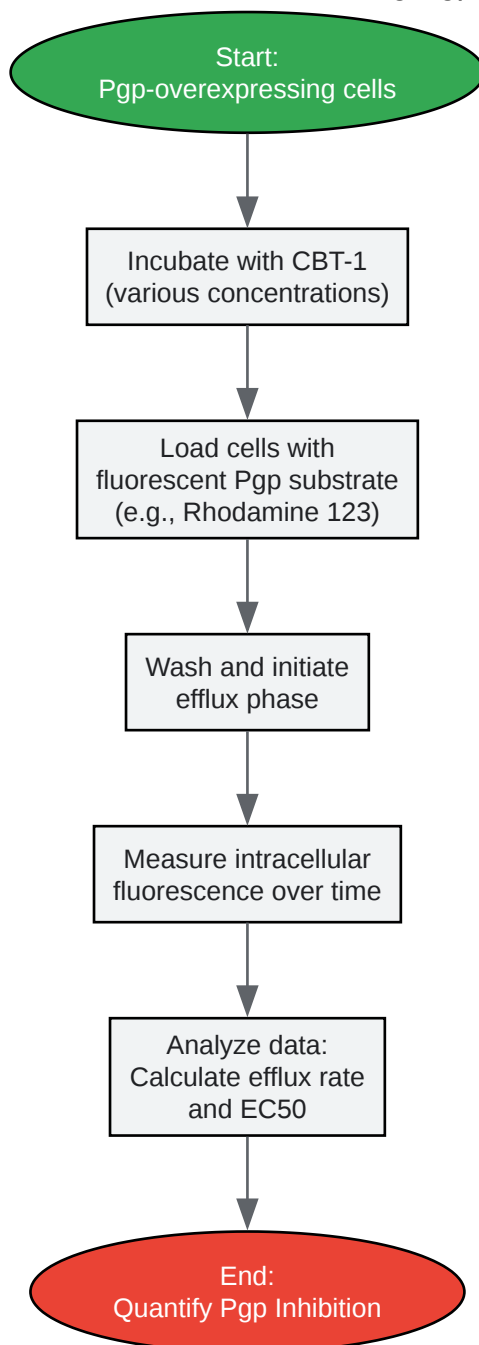 Start:
Pgp-overexpressing cells
Incubate with CBT-1
(various concentrations)
Load cells with
fluorescent Pgp substrate
(e.g., Rhodamine 123)
Wash and initiate
efflux phase
Measure intracellular
fluorescence over time
Analyze data:
Calculate efflux rate
and EC50
End:
Quantify Pgp Inhibition